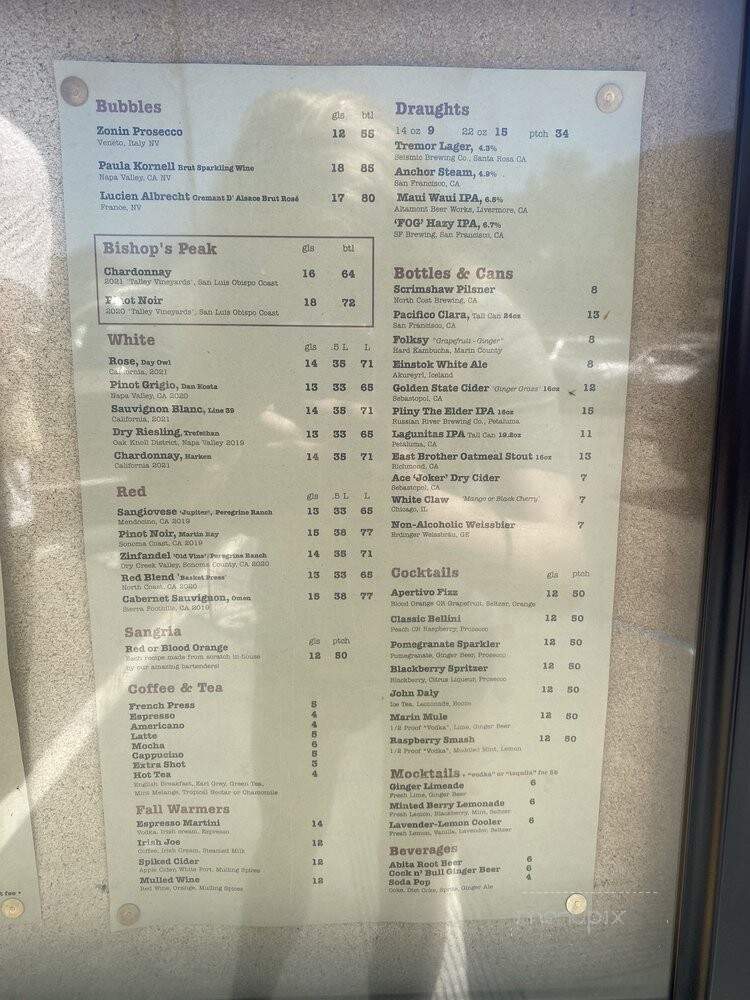 Bubbles
gls btl
Zonin Prosecco 12 55
Veneto, Italy NV
Paula Kornell Brut Sparkling Wine 18 85
Napa Valley, CA NV
Lucien Albrecht Cremant D' Alsace Brut Rosé 17 80
France, NV
Bishop's Peak gls btl
Chardonnay 16 64
2021 'Talley Vineyards', San Luis Obispo Coast
Pinot Noir 18 72
2020 'Talley Vineyards', San Luis Obispo Coast
White
gls .5 L L
Rose, Day Owl 14 35 71
California, 2021
Pinot Grigio, Dan Kosta 13 33 65
Napa Valley, CA 2020
Sauvignon Blanc, Line 39 14 35 71
California, 2021
Dry Riesling, Trefethan 13 33 65
Oak Knoll District, Napa Valley 2019
Chardonnay, Harken 14 35 71
California 2021
Red
gls .5 L L
Sangiovese 'Jupiter', Peregrine Ranch 13 33 65
Mendocino, CA 2019
Pinot Noir, Martin Ray 15 38 77
Sonoma Coast, CA 2019
Zinfandel 'Old Vine'/Peregrine Ranch 14 35 71
Dry Creek Valley, Sonoma County, CA 2020
Red Blend 'Basket Press' 13 33 65
North Coast, CA 2020
Cabernet Sauvignon, Omen 15 38 77
Sierra Foothills, CA 2019
Sangria
gls ptch
Red or Blood Orange 12 50
Each recipe made from scratch in-house
by our amazing bartenders!
Coffee & Tea
French Press 5
Espresso 4
Americano 4
Latte 5
Mocha 6
Cappucino 5
Extra Shot 3
Hot Tea 4
English Breakfast, Earl Grey, Green Tea,
Mint Melange, Tropical Nectar or Chamomile
Fall Warmers
Espresso Martini 14
Vodka, Irish cream, Espresso
Irish Joe 12
Coffee, Irish Cream, Steamed Milk
Spiked Cider 12
Apple Cider, White Port, Mulling Spices
Mulled Wine 12
Red Wine, Orange, Mulling Spices
Draughts
14 oz 9 22 oz 15 ptch 34
Tremor Lager, 4.3%
Seismic Brewing Co., Santa Rosa CA
Anchor Steam, 4.9%
San Francisco, CA
Maui Waui IPA, 6.5%
Altamont Beer Works, Livermore, CA
'FOG' Hazy IPA, 6.7%
SF Brewing, San Francisco, CA
Bottles & Cans
Scrimshaw Pilsner 8
North Cost Brewing, CA
Pacifico Clara, Tall Can 24oz 13
San Francisco, CA
Folksy "Grapefruit - Ginger" 8
Hard Kambucha, Marin County
Einstok White Ale 8
Akureyri, Iceland
Golden State Cider 'Ginger Grass' 16oz 12
Sebastopol, CA
Pliny The Elder IPA 16oz 15
Russian River Brewing Co., Petaluma
Lagunitas IPA Tall Can 19.2oz 11
Petaluma, CA
East Brother Oatmeal Stout 16oz 13
Richmond, CA
Ace 'Joker' Dry Cider 7
Sebastopol, CA
White Claw 'Mango or Black Cherry' 7
Chicago, IL
Non-Alcoholic Weissbier 7
Erdinger Weissbräu, GE
Cocktails gls ptch
Apertivo Fizz 12 50
Blood Orange OR Grapefruit, Seltzer, Orange
Classic Bellini 12 50
Peach OR Raspberry, Prosecco
Pomegranate Sparkler 12 50
Pomegranate, Ginger Beer, Prosecco
Blackberry Spritzer 12 50
Blackberry, Citrus Liqueur, Prosecco
John Daly 12 50
Ice Tea, Lemonade, Booze
Marin Mule 12 50
1/2 Proof "Vodka", Lime, Ginger Beer
Raspberry Smash 12 50
1/2 Proof "Vodka", Muddled Mint, Lemon
Mocktails + "vodka" or "tequila" for $6
Ginger Limeade 6
Fresh Lime, Ginger Beer
Minted Berry Lemonade 6
Fresh Lemon, Blackberry, Mint, Seltzer
Lavender-Lemon Cooler 6
Fresh Lemon, Vanilla, Lavender, Seltzer
Beverages
Abita Root Beer 6
Cock n' Bull Ginger Beer 6
Soda Pop 4
Coke, Diet Coke, Sprite, Ginger Ale
t fee *
menupix